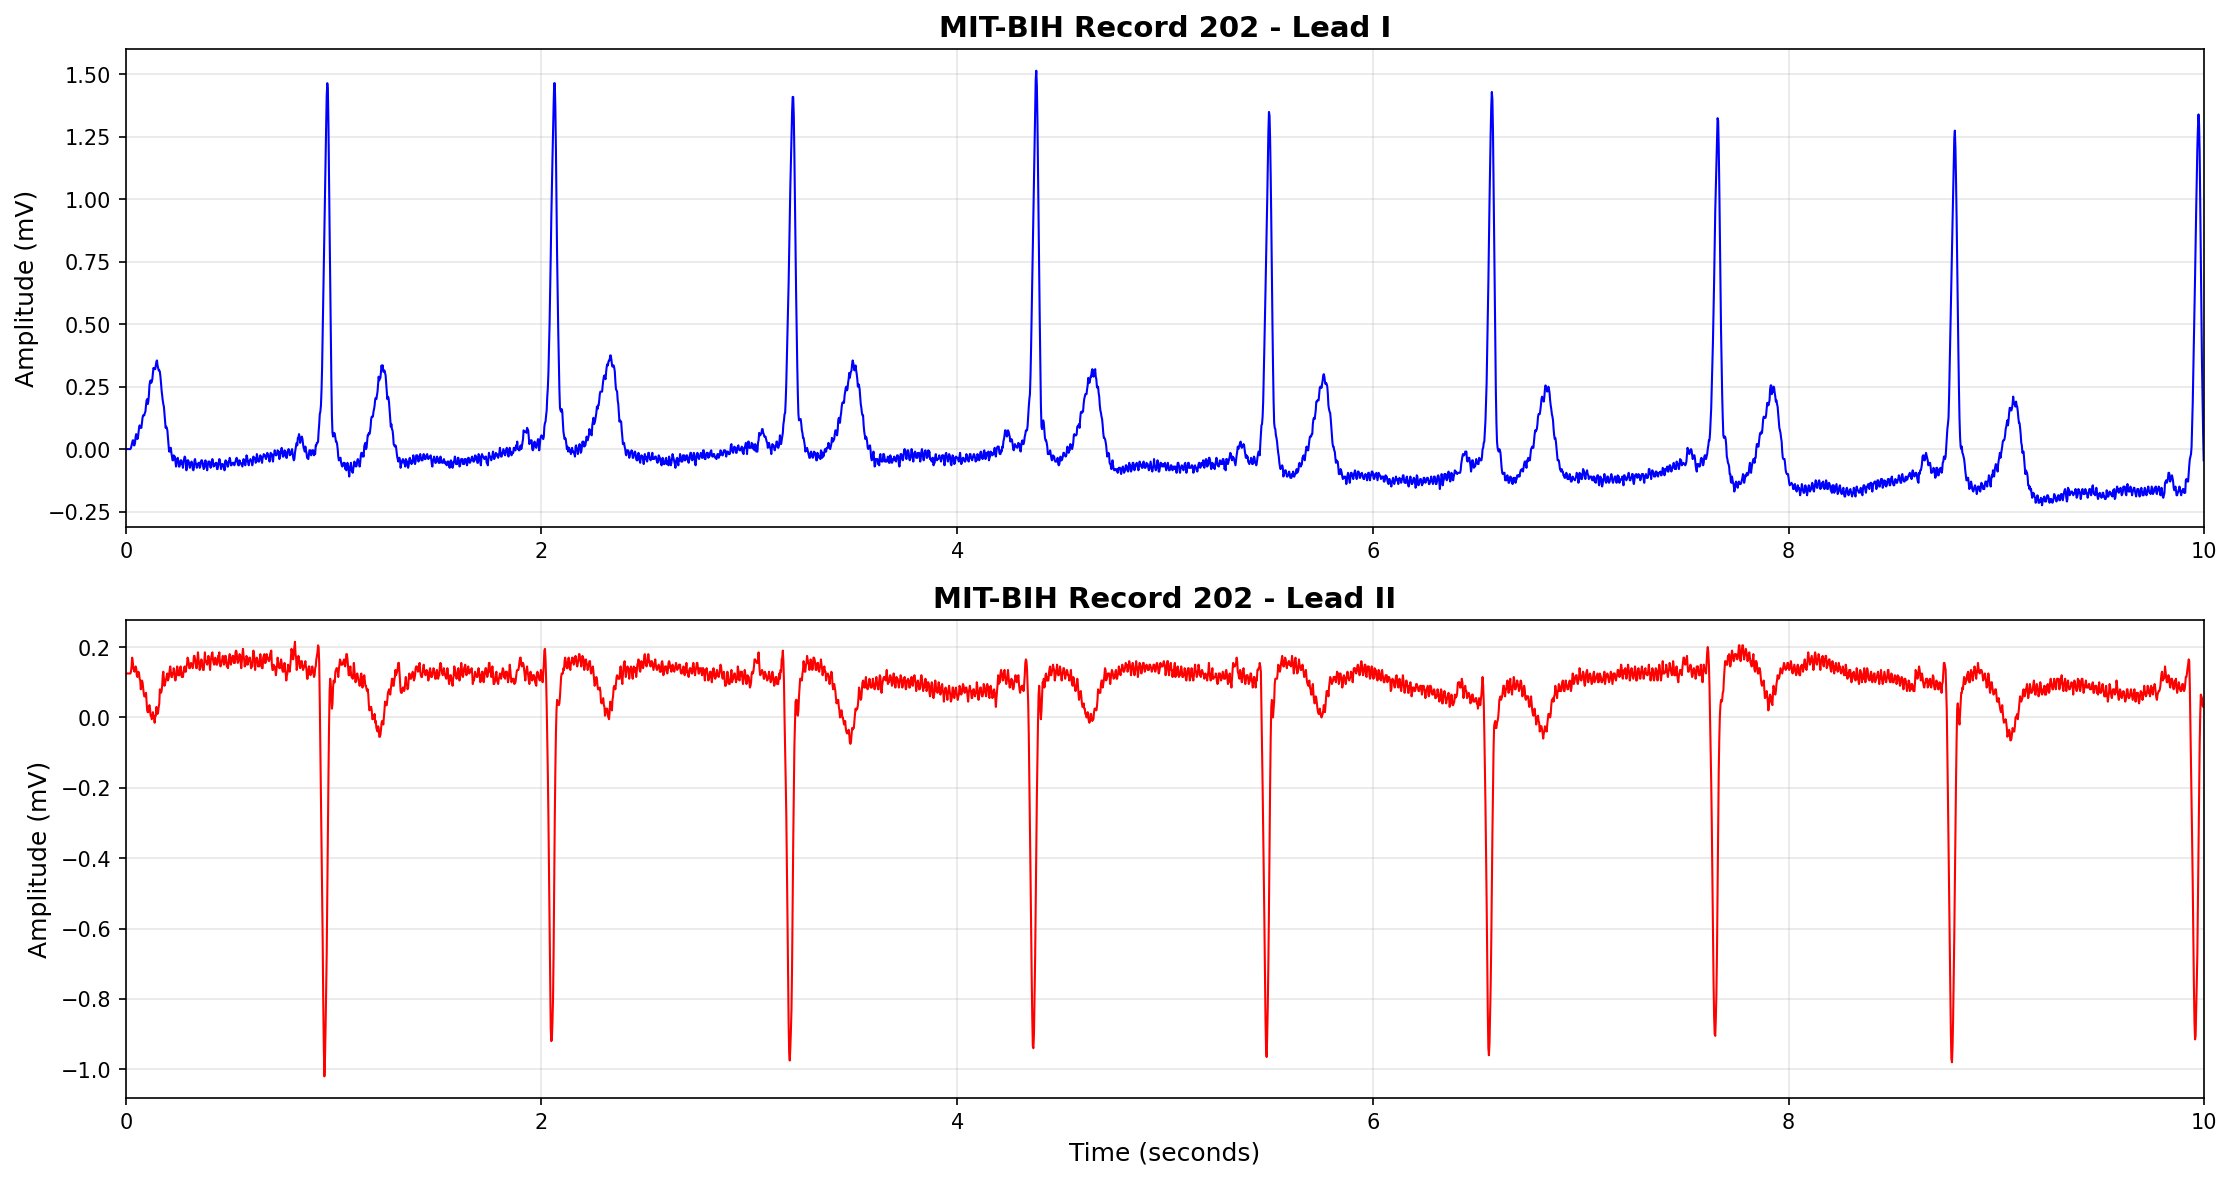 MIT-BIH Record 202 - Lead I
Amplitude (mV)
1.50
1.25
1.00
0.75
0.50
0.25
0.00
−0.25
0 2 4 6 8 10
MIT-BIH Record 202 - Lead II
Amplitude (mV)
0.2
0.0
−0.2
−0.4
−0.6
−0.8
−1.0
0 2 4 6 8 10
Time (seconds)